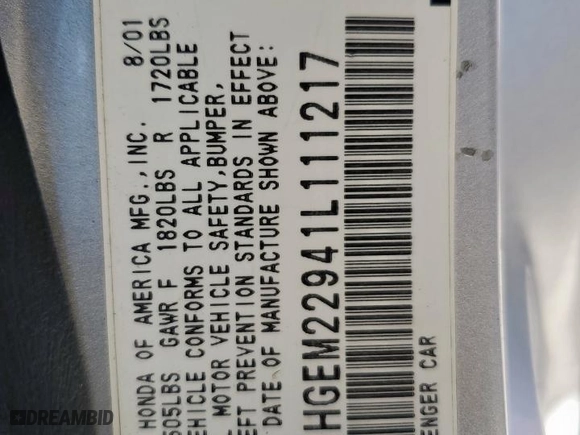 HONDA OF AMERICA MFG.,INC. 8/01
605LBS GAWR F 1820LBS R 1720LBS
EHICLE CONFORMS TO ALL APPLICABLE
MOTOR VEHICLE SAFETY,BUMPER,
EFT PREVENTION STANDARDS IN EFFECT
DATE OF MANUFACTURE SHOWN ABOVE:
HGEM22941L111217
ENGER CAR
DREAMBID